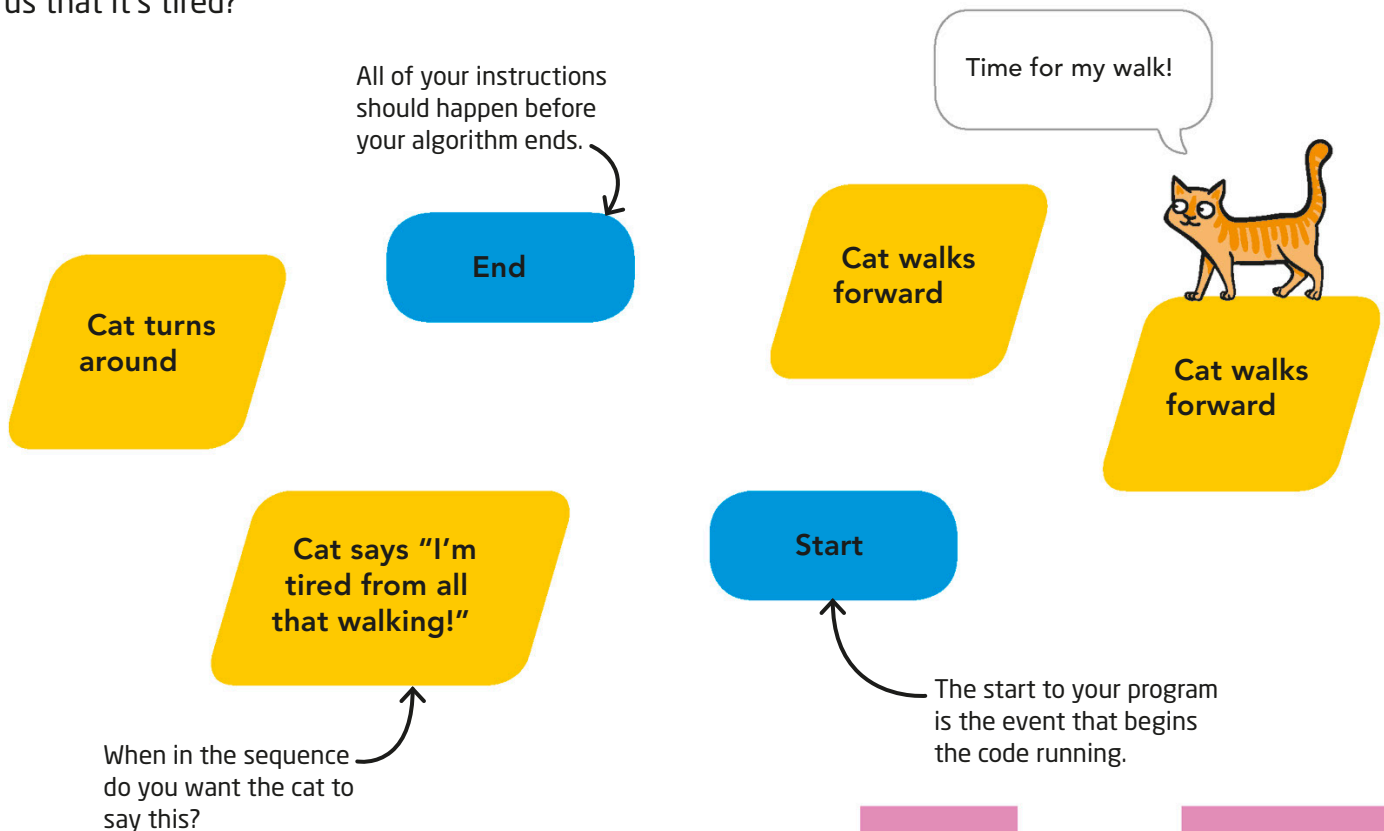 us that it's tired?
All of your instructions
should happen before
your algorithm ends.
Time for my walk!
End
Cat walks
forward
Cat turns
around
Cat walks
forward
Cat says “I’m
tired from all
that walking!”
Start
The start to your program
is the event that begins
the code running.
When in the sequence
do you want the cat to
say this?